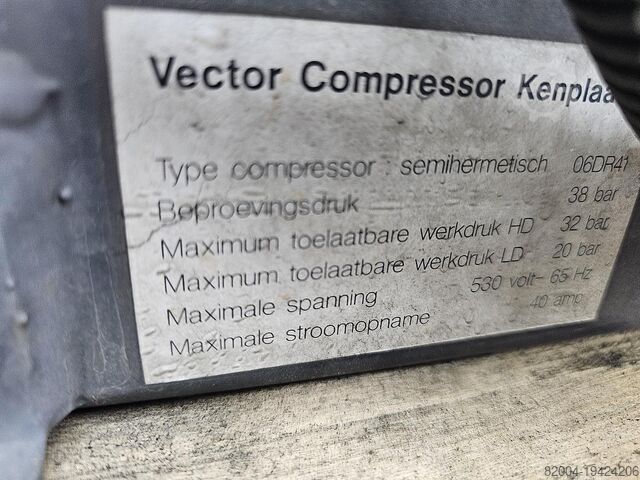 Vector Compressor Kenplaa
Type compressor : semihermetisch 06DR41
Beproevingsdruk 38 bar
Maximum toelaatbare werkdruk HD 32 bar
Maximum toelaatbare werkdruk LD 20 bar
Maximale spanning 530 volt- 65 Hz
Maximale stroomopname 40 amp
82004-19424206